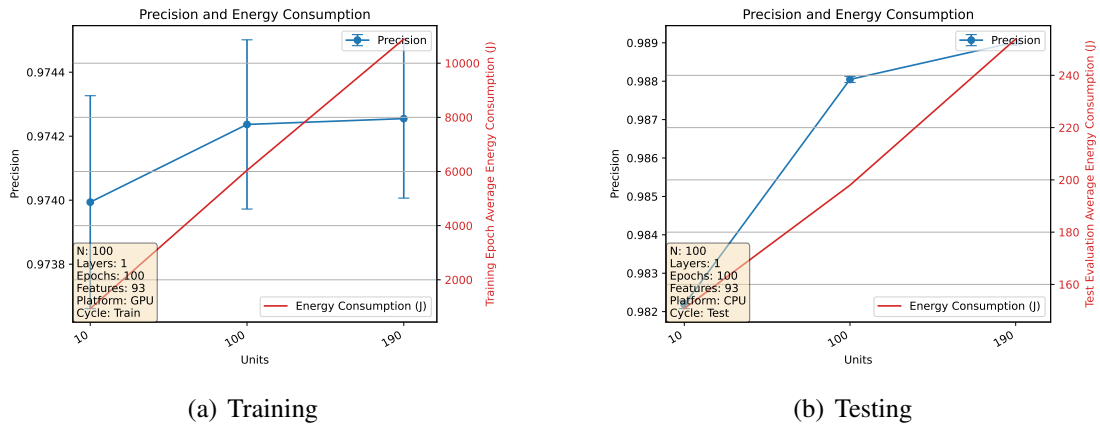 Precision and Energy Consumption
Precision
0.9744
0.9742
0.9740
0.9738
Precision
10000
8000
6000
4000
2000
Training Epoch Average Energy Consumption (J)
N: 100
Layers: 1
Epochs: 100
Features: 93
Platform: GPU
Cycle: Train
Energy Consumption (J)
10
100
190
Units
(a) Training
Precision and Energy Consumption
Precision
0.989
0.988
0.987
0.986
0.985
0.984
0.983
0.982
Precision
240
220
200
180
160
Test Evaluation Average Energy Consumption (J)
N: 100
Layers: 1
Epochs: 100
Features: 93
Platform: CPU
Cycle: Test
Energy Consumption (J)
10
100
190
Units
(b) Testing